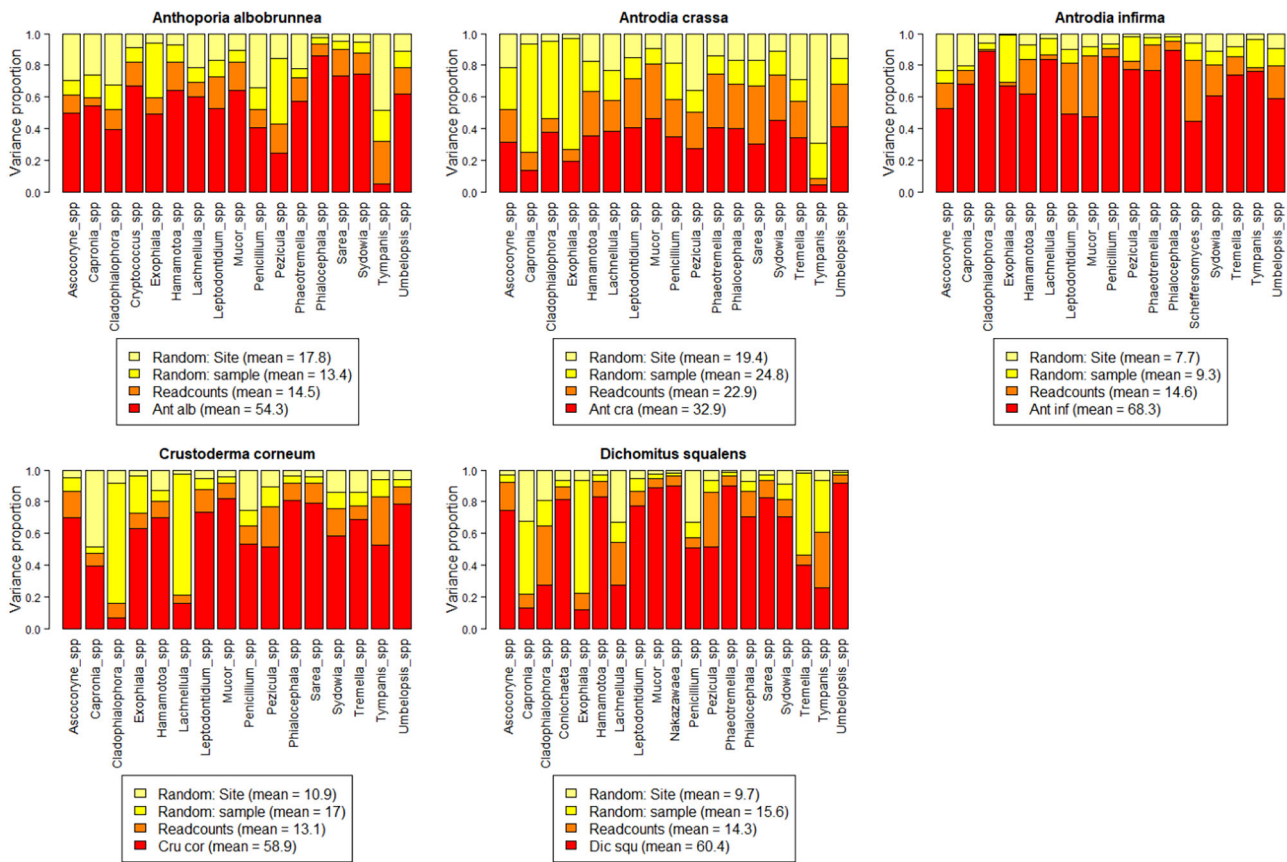 Anthoporia albobrunnea
Variance proportion
1.0
0.8
0.6
0.4
0.2
0.0
Ascocoryne_spp
Capronia_spp
Cladophialophora_spp
Cryptococcus_spp
Exophiala_spp
Hamamotoa_spp
Lachnellula_spp
Leptodontidium_spp
Mucor_spp
Penicillium_spp
Pezicula_spp
Phaeotremella_spp
Phialocephala_spp
Sarea_spp
Sydowia_spp
Tympanis_spp
Umbelopsis_spp
Random: Site (mean = 17.8)
Random: sample (mean = 13.4)
Readcounts (mean = 14.5)
Ant alb (mean = 54.3)
Antrodia crassa
Variance proportion
1.0
0.8
0.6
0.4
0.2
0.0
Ascocoryne_spp
Capronia_spp
Cladophialophora_spp
Exophiala_spp
Hamamotoa_spp
Lachnellula_spp
Leptodontidium_spp
Mucor_spp
Penicillium_spp
Pezicula_spp
Phaeotremella_spp
Phialocephala_spp
Sarea_spp
Sydowia_spp
Tremella_spp
Tympanis_spp
Umbelopsis_spp
Random: Site (mean = 19.4)
Random: sample (mean = 24.8)
Readcounts (mean = 22.9)
Ant cra (mean = 32.9)
Antrodia infirma
Variance proportion
1.0
0.8
0.6
0.4
0.2
0.0
Ascocoryne_spp
Capronia_spp
Cladophialophora_spp
Exophiala_spp
Hamamotoa_spp
Lachnellula_spp
Leptodontidium_spp
Mucor_spp
Penicillium_spp
Pezicula_spp
Phaeotremella_spp
Phialocephala_spp
Scheffersomyces_spp
Sydowia_spp
Tremella_spp
Tympanis_spp
Umbelopsis_spp
Random: Site (mean = 7.7)
Random: sample (mean = 9.3)
Readcounts (mean = 14.6)
Ant inf (mean = 68.3)
Crustoderma corneum
Variance proportion
1.0
0.8
0.6
0.4
0.2
0.0
Ascocoryne_spp
Capronia_spp
Cladophialophora_spp
Exophiala_spp
Hamamotoa_spp
Lachnellula_spp
Leptodontidium_spp
Mucor_spp
Penicillium_spp
Pezicula_spp
Phialocephala_spp
Sarea_spp
Sydowia_spp
Tremella_spp
Tympanis_spp
Umbelopsis_spp
Random: Site (mean = 10.9)
Random: sample (mean = 17)
Readcounts (mean = 13.1)
Cru cor (mean = 58.9)
Dichomitus squalens
Variance proportion
1.0
0.8
0.6
0.4
0.2
0.0
Ascocoryne_spp
Capronia_spp
Cladophialophora_spp
Coniochaeta_spp
Exophiala_spp
Hamamotoa_spp
Lachnellula_spp
Leptodontidium_spp
Mucor_spp
Nakazawaea_spp
Penicillium_spp
Pezicula_spp
Phaeotremella_spp
Phialocephala_spp
Sarea_spp
Sydowia_spp
Tremella_spp
Tympanis_spp
Umbelopsis_spp
Random: Site (mean = 9.7)
Random: sample (mean = 15.6)
Readcounts (mean = 14.3)
Dic squ (mean = 60.4)